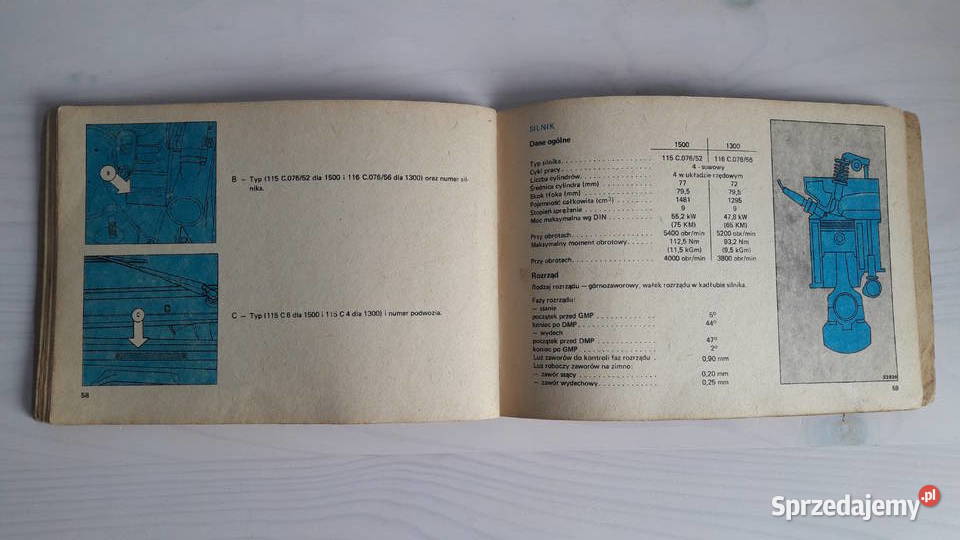 B
B – Typ (115 C.076/52 dla 1500 i 116 C.076/56 dla 1300) oraz numer sil-
nika.
C
C – Typ (115 C 6 dla 1500 i 115 C 4 dla 1300) i numer podwozia.
58
SILNIK
Dane ogólne 1500 1300
Typ silnika 115 C.076/52 116 C.076/56
Cykl pracy 4 - suwowy
Liczba cylindrów 4 w układzie rzędowym
Średnica cylindra (mm) 77 72
Skok tłoka (mm) 79,5 79,5
Pojemność całkowita (cm³) 1481 1295
Stopień sprężania 9 9
Moc maksymalna wg DIN 55,2 kW 47,8 kW
(75 KM) (65 KM)
Przy obrotach 5400 obr/min 5200 obr/min
Maksymalny moment obrotowy 112,5 Nm 93,2 Nm
(11,5 kGm) (9,5 kGm)
Przy obrotach 4000 obr/min 3800 obr/min
Rozrząd
Rodzaj rozrządu – górnozaworowy, wałek rozrządu w kadłubie silnika.
Fazy rozrządu:
– ssanie
początek przed GMP 5°
koniec po DMP 44°
– wydech
początek przed DMP 47°
koniec po GMP 2°
Luz zaworów do kontroli faz rozrządu 0,90 mm
Luz roboczy zaworów na zimno:
– zawór ssący 0,20 mm
– zawór wydechowy 0,25 mm
59
Sprzedajemy.pl